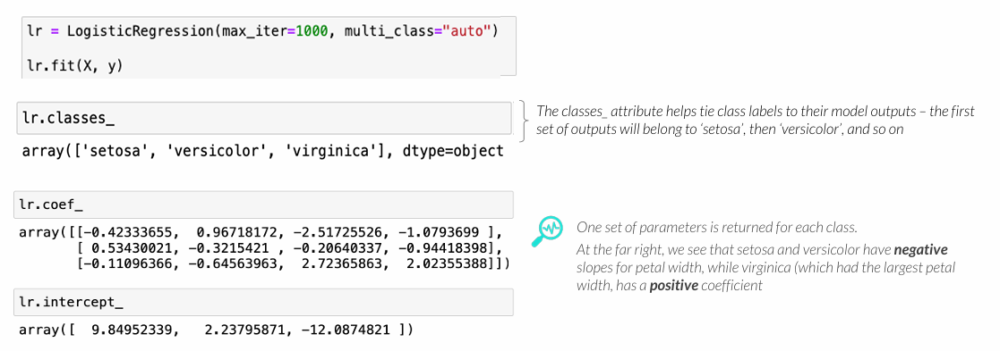 lr = LogisticRegression(max_iter=1000, multi_class="auto")
lr.fit(X, y)
lr.classes_
array(['setosa', 'versicolor', 'virginica'], dtype=object
The classes_ attribute helps tie class labels to their model outputs – the first
set of outputs will belong to ‘setosa’, then ‘versicolor’, and so on
lr.coef_
array([[-0.42333655,  0.96718172, -2.51725526, -1.0793699 ],
[ 0.53430021, -0.3215421 , -0.20640337, -0.94418398],
[-0.11096366, -0.64563963,  2.72365863,  2.02355388]])
One set of parameters is returned for each class.
At the far right, we see that setosa and versicolor have negative
slopes for petal width, while virginica (which had the largest petal
width, has a positive coefficient
lr.intercept_
array([  9.84952339,   2.23795871, -12.0874821 ])